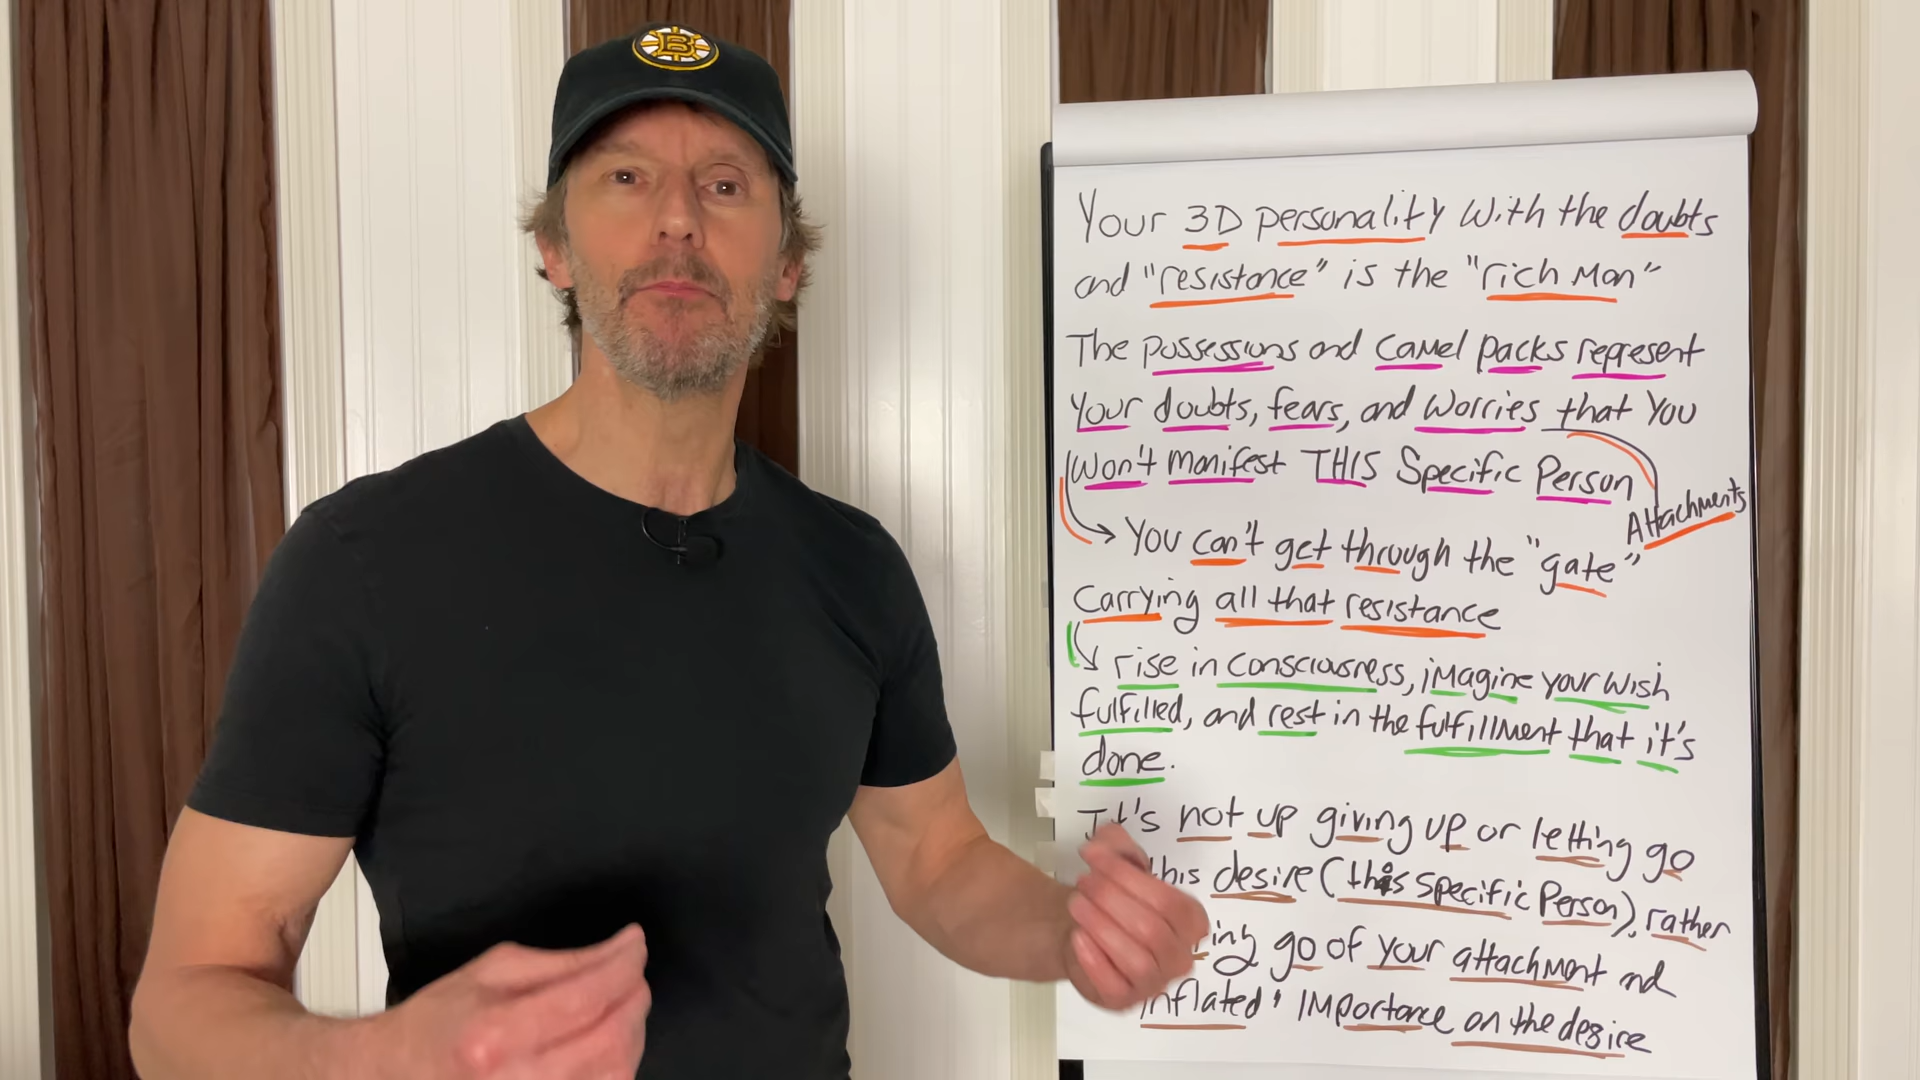 B
Your 3D personality with the doubts
and "resistance" is the "rich man"
The possessions and camel packs represent
your doubts, fears, and worries that you
won't manifest THIS Specific Person
Attachments
You can't get through the "gate"
carrying all that resistance
rise in consciousness, imagine your wish
fulfilled, and rest in the fulfillment that it's
done.
It's not up giving up or letting go
this desire (this specific Person), rather
go of your attachment and
inflated' importance on the desire